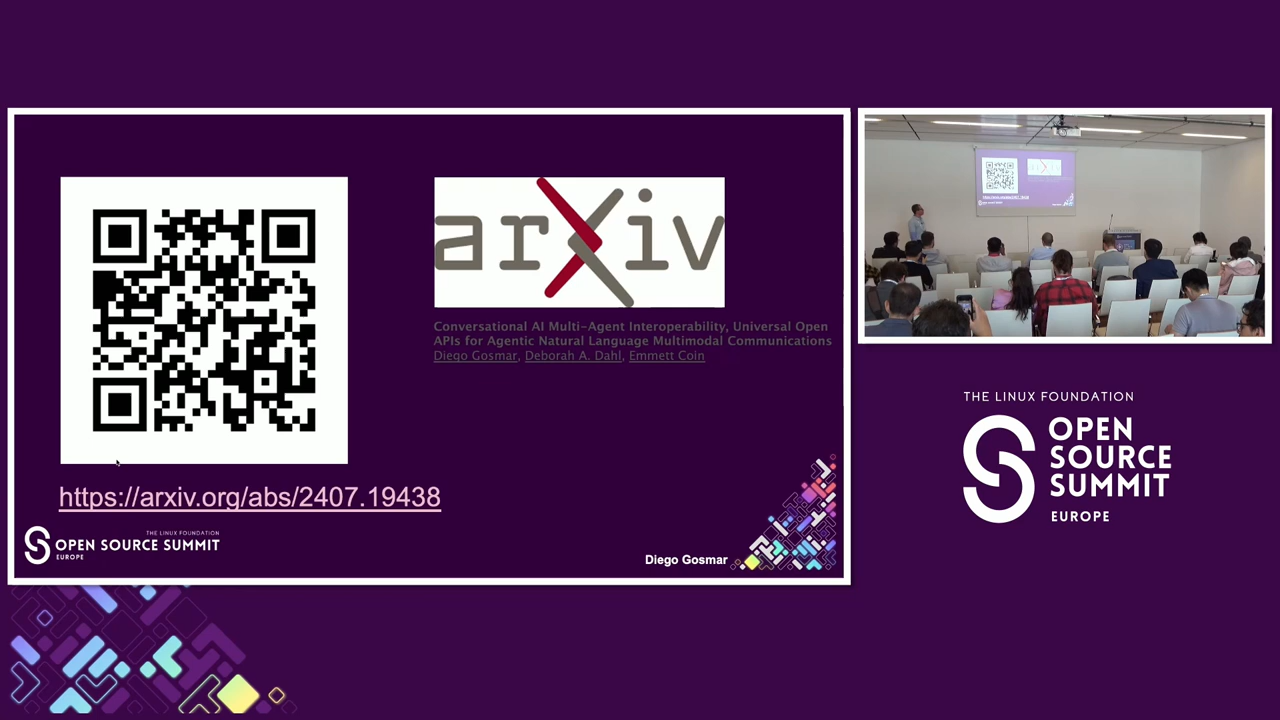 arXiv
Conversational AI Multi-Agent Interoperability, Universal Open
APIs for Agentic Natural Language Multimodal Communications
Diego Gosmar, Deborah A. Dahl, Emmett Coin
https://arxiv.org/abs/2407.19438
THE LINUX FOUNDATION
OPEN SOURCE SUMMIT
EUROPE
Diego Gosmar
THE LINUX FOUNDATION
OPEN
SOURCE
SUMMIT
EUROPE